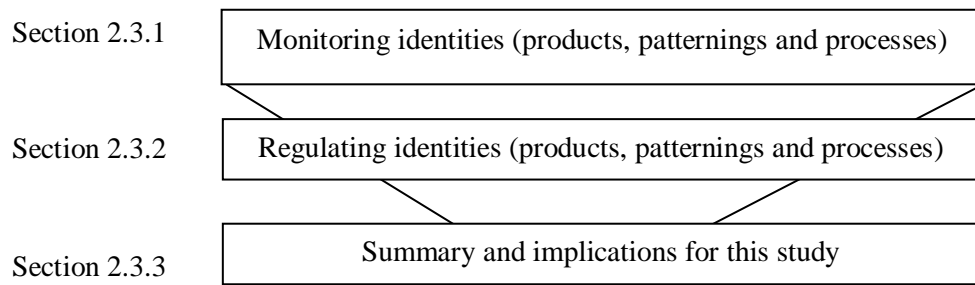 Section 2.3.1
Monitoring identities (products, patternings and processes)
Section 2.3.2
Regulating identities (products, patternings and processes)
Section 2.3.3
Summary and implications for this study